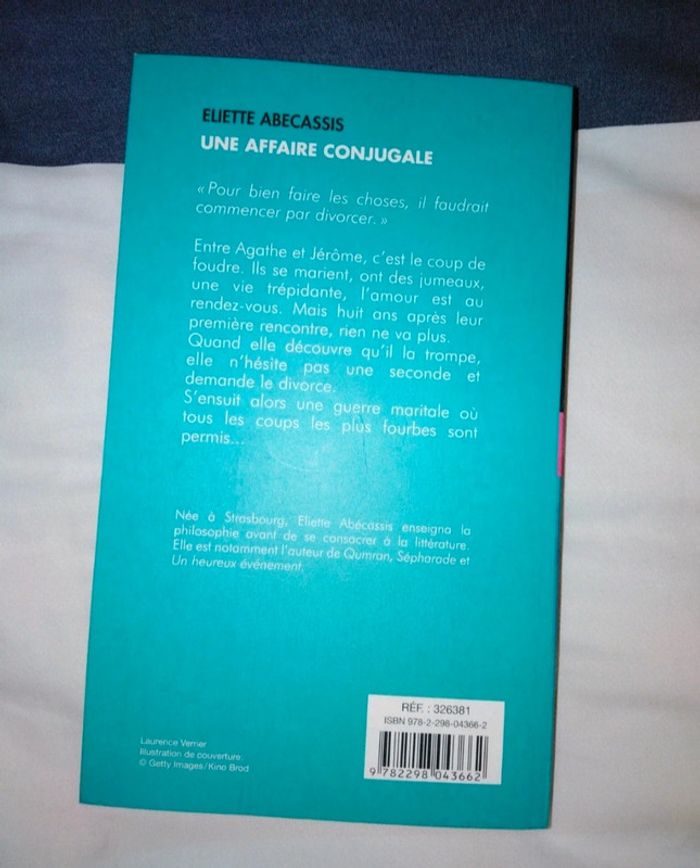 ELIETTE ABECASSIS
UNE AFFAIRE CONJUGALE
« Pour bien faire les choses, il faudrait
commencer par divorcer. »
Entre Agathe et Jérôme, c'est le coup de
foudre. Ils se marient, ont des jumeaux,
une vie trépidante, l'amour est au
rendez-vous. Mais huit ans après leur
première rencontre, rien ne va plus.
Quand elle découvre qu'il la trompe,
elle n'hésite pas une seconde et
demande le divorce.
S'ensuit alors une guerre maritale où
tous les coups les plus fourbes sont
permis...
Née à Strasbourg, Eliette Abécassis enseigna la
philosophie avant de se consacrer à la littérature.
Elle est notamment l'auteur de Qumran, Sépharade et
Un heureux événement.
RÉF. : 326381
ISBN 978-2-298-04366-2
9 782298 043662
Laurence Verrier
Illustration de couverture:
© Getty Images / Kino Brod